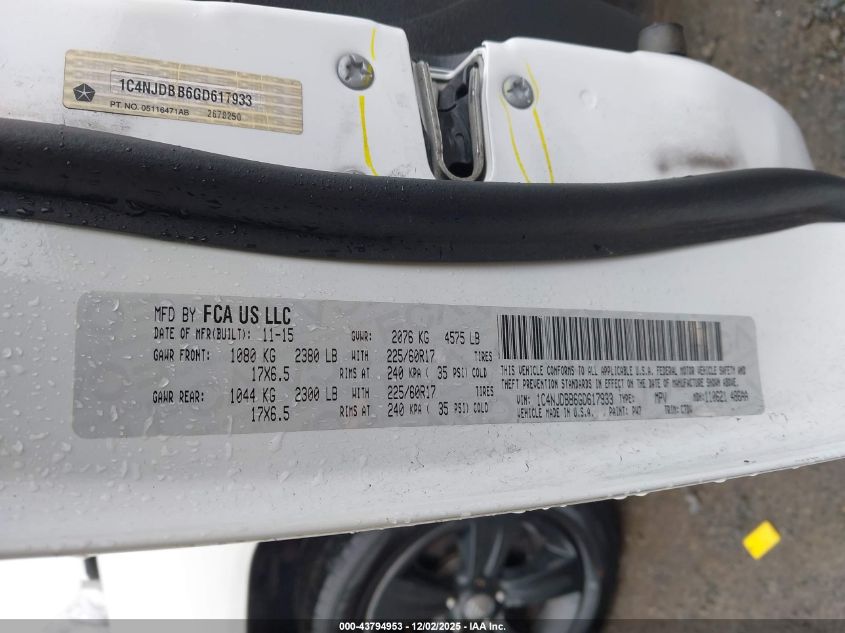 1C4NJDBB6GD617933
PT. NO. 05116471AB 2670250
MFD BY FCA US LLC
DATE OF MFR(BUILT): 11-15 GVWR: 2076 KG 4575 LB
GAWR FRONT: 1080 KG 2380 LB WITH 225/60R17 TIRES
17X6.5 RIMS AT 240 KPA ( 35 PSI) COLD
GAWR REAR: 1044 KG 2300 LB WITH 225/60R17 TIRES
17X6.5 RIMS AT 240 KPA ( 35 PSI) COLD
THIS VEHICLE CONFORMS TO ALL APPLICABLE U.S.A. FEDERAL MOTOR VEHICLE SAFETY AND
THEFT PREVENTION STANDARDS IN EFFECT ON THE DATE OF MANUFACTURE SHOWN ABOVE.
VIN: 1C4NJDBB6GD617933 TYPE: MPV MDH: 110621 486AA
VEHICLE MADE IN U.S.A. PAINT: PW7 TRIM:
000-43794953 - 12/02/2025 - IAA Inc.